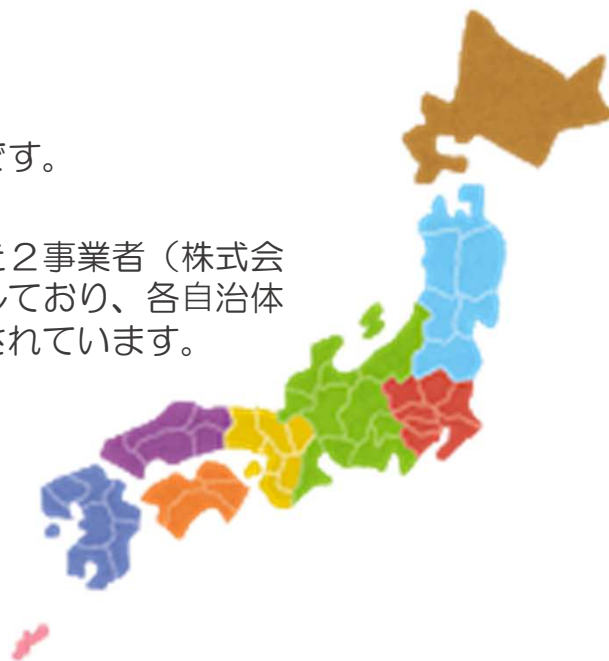 です。
２事業者（株式会
しており、各自治体
されています。